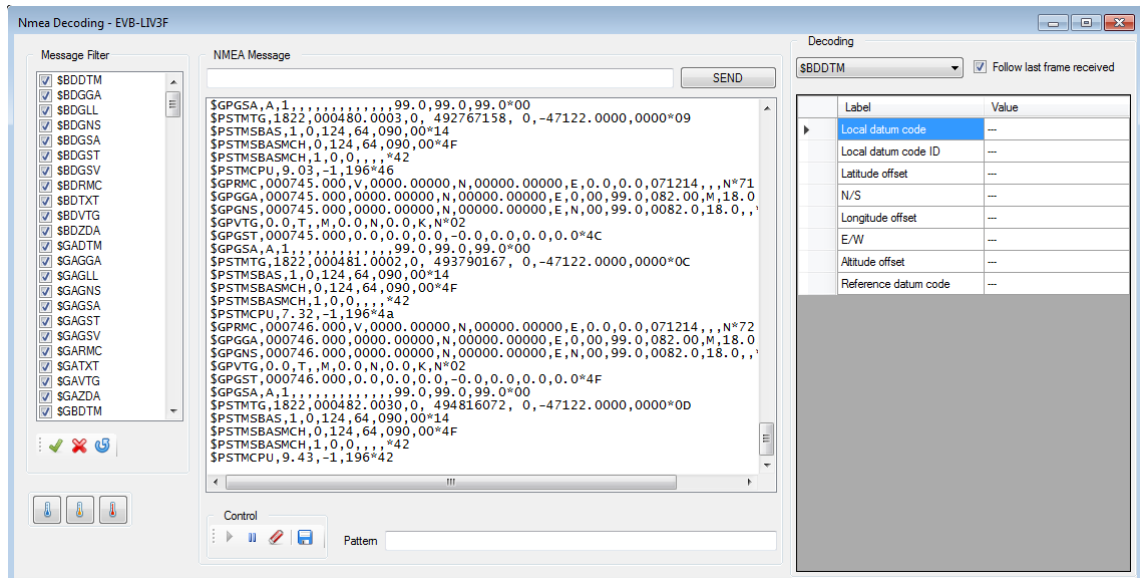 Nmea Decoding - EVB-LIV3F
Message Filter
$BDDTM
$BDGGA
$BDGLL
$BDGNS
$BDGSA
$BDGST
$BDGSV
$BDRMC
$BDTXT
$BDVTG
$BDZDA
$GADTM
$GAGGA
$GAGLL
$GAGNS
$GAGSA
$GAGST
$GAGSV
$GARMC
$GATXT
$GAVTG
$GAZDA
$GBDTM
NMEA Message
SEND
$GPGSA,A,1,,,,,,,,,,,,,99.0,99.0,99.0*00
$PSTMTG,1822,000480.0003,0, 492767158, 0,-47122.0000,0000*09
$PSTMSBAS,1,0,124,64,090,00*14
$PSTMSBASMCH,0,124,64,090,00*4F
$PSTMSBASMCH,1,0,0,,,,*42
$PSTMCPU,9.03,-1,196*46
$GPRMC,000745.000,V,0000.00000,N,00000.00000,E,0.0,0.0,071214,,,N*71
$GPGGA,000745.000,0000.00000,N,00000.00000,E,0,00,99.0,082.00,M,18.0
$GPGNS,000745.000,0000.00000,N,00000.00000,E,N,00,99.0,0082.0,18.0,,
$GPVTG,0.0,T,,M,0.0,N,0.0,K,N*02
$GPGST,000745.000,0.0,0.0,0.0,-0.0,0.0,0.0,0.0*4C
$GPGSA,A,1,,,,,,,,,,,,,99.0,99.0,99.0*00
$PSTMTG,1822,000481.0002,0, 493790167, 0,-47122.0000,0000*0C
$PSTMSBAS,1,0,124,64,090,00*14
$PSTMSBASMCH,0,124,64,090,00*4F
$PSTMSBASMCH,1,0,0,,,,*42
$PSTMCPU,7.32,-1,196*4a
$GPRMC,000746.000,V,0000.00000,N,00000.00000,E,0.0,0.0,071214,,,N*72
$GPGGA,000746.000,0000.00000,N,00000.00000,E,0,00,99.0,082.00,M,18.0
$GPGNS,000746.000,0000.00000,N,00000.00000,E,N,00,99.0,0082.0,18.0,,
$GPVTG,0.0,T,,M,0.0,N,0.0,K,N*02
$GPGST,000746.000,0.0,0.0,0.0,-0.0,0.0,0.0,0.0*4F
$GPGSA,A,1,,,,,,,,,,,,,99.0,99.0,99.0*00
$PSTMTG,1822,000482.0030,0, 494816072, 0,-47122.0000,0000*0D
$PSTMSBAS,1,0,124,64,090,00*14
$PSTMSBASMCH,0,124,64,090,00*4F
$PSTMSBASMCH,1,0,0,,,,*42
$PSTMCPU,9.43,-1,196*42
Control
Pattern
Decoding
$BDDTM Follow last frame received
Label Value
Local datum code ---
Local datum code ID ---
Latitude offset ---
N/S ---
Longitude offset ---
E/W ---
Altitude offset ---
Reference datum code ---